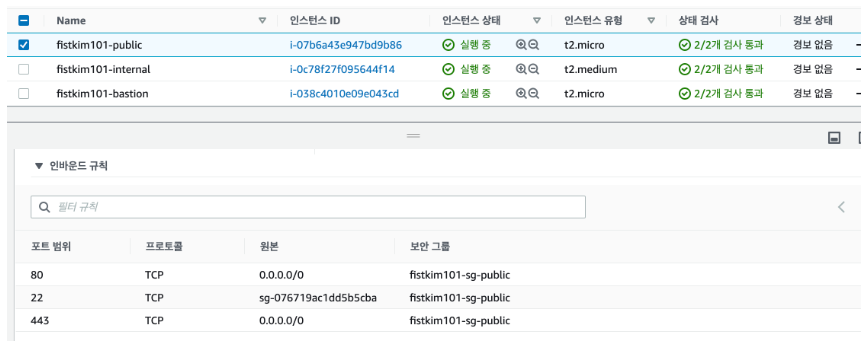 Name 인스턴스 ID 인스턴스 상태 인스턴스 유형 상태 검사 경보 상태
fistkim101-public i-07b6a43e947bd9b86 실행 중 t2.micro 2/2개 검사 통과 경보 없음
fistkim101-internal i-0c78f27f095644f14 실행 중 t2.medium 2/2개 검사 통과 경보 없음
fistkim101-bastion i-038c4010e09e043cd 실행 중 t2.micro 2/2개 검사 통과 경보 없음
인바운드 규칙
필터 규칙
포트 범위 프로토콜 원본 보안 그룹
80 TCP 0.0.0.0/0 fistkim101-sg-public
22 TCP sg-076719ac1dd5b5cba fistkim101-sg-public
443 TCP 0.0.0.0/0 fistkim101-sg-public